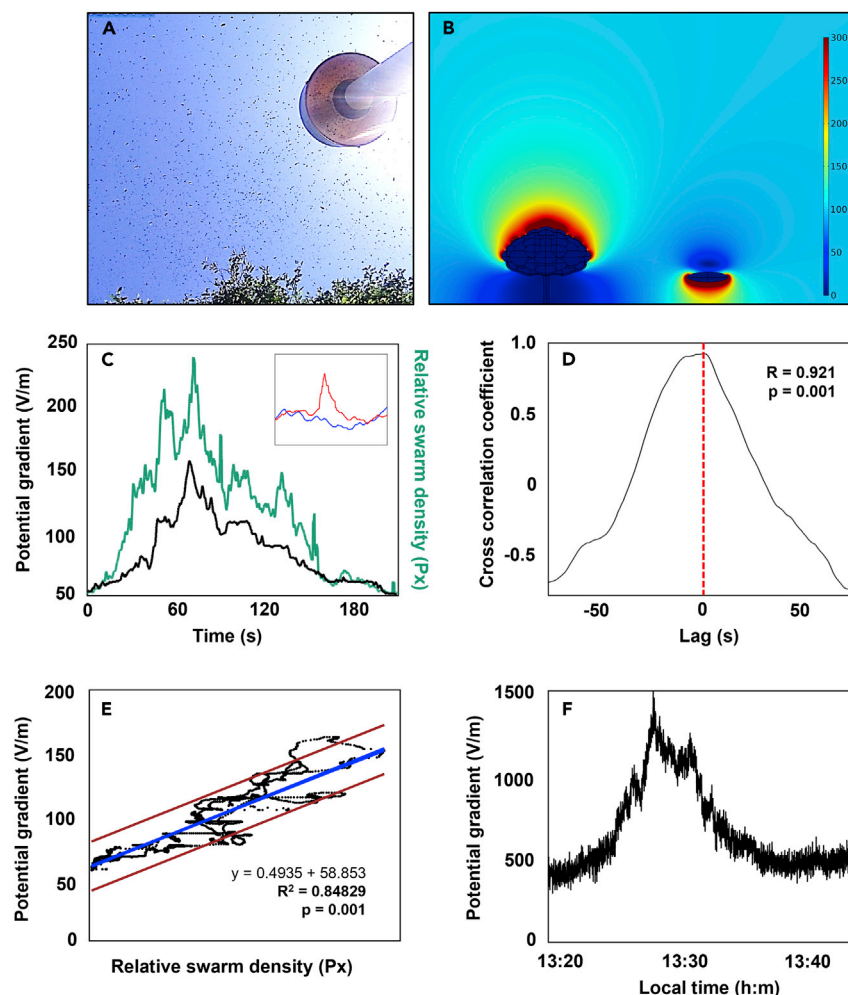 A
B
300
250
200
150
100
50
0
C
Potential gradient (V/m)
250
200
150
100
50
0
60
120
180
Time (s)
Relative swarm density (Px)
D
Cross correlation coefficient
1.0
0.5
0
-0.5
-50
0
50
Lag (s)
R = 0.921
p = 0.001
E
Potential gradient (V/m)
200
150
100
50
0
y = 0.4935 + 58.853
R² = 0.84829
p = 0.001
Relative swarm density (Px)
F
Potential gradient (V/m)
1500
1000
500
0
13:20
13:30
13:40
Local time (h:m)